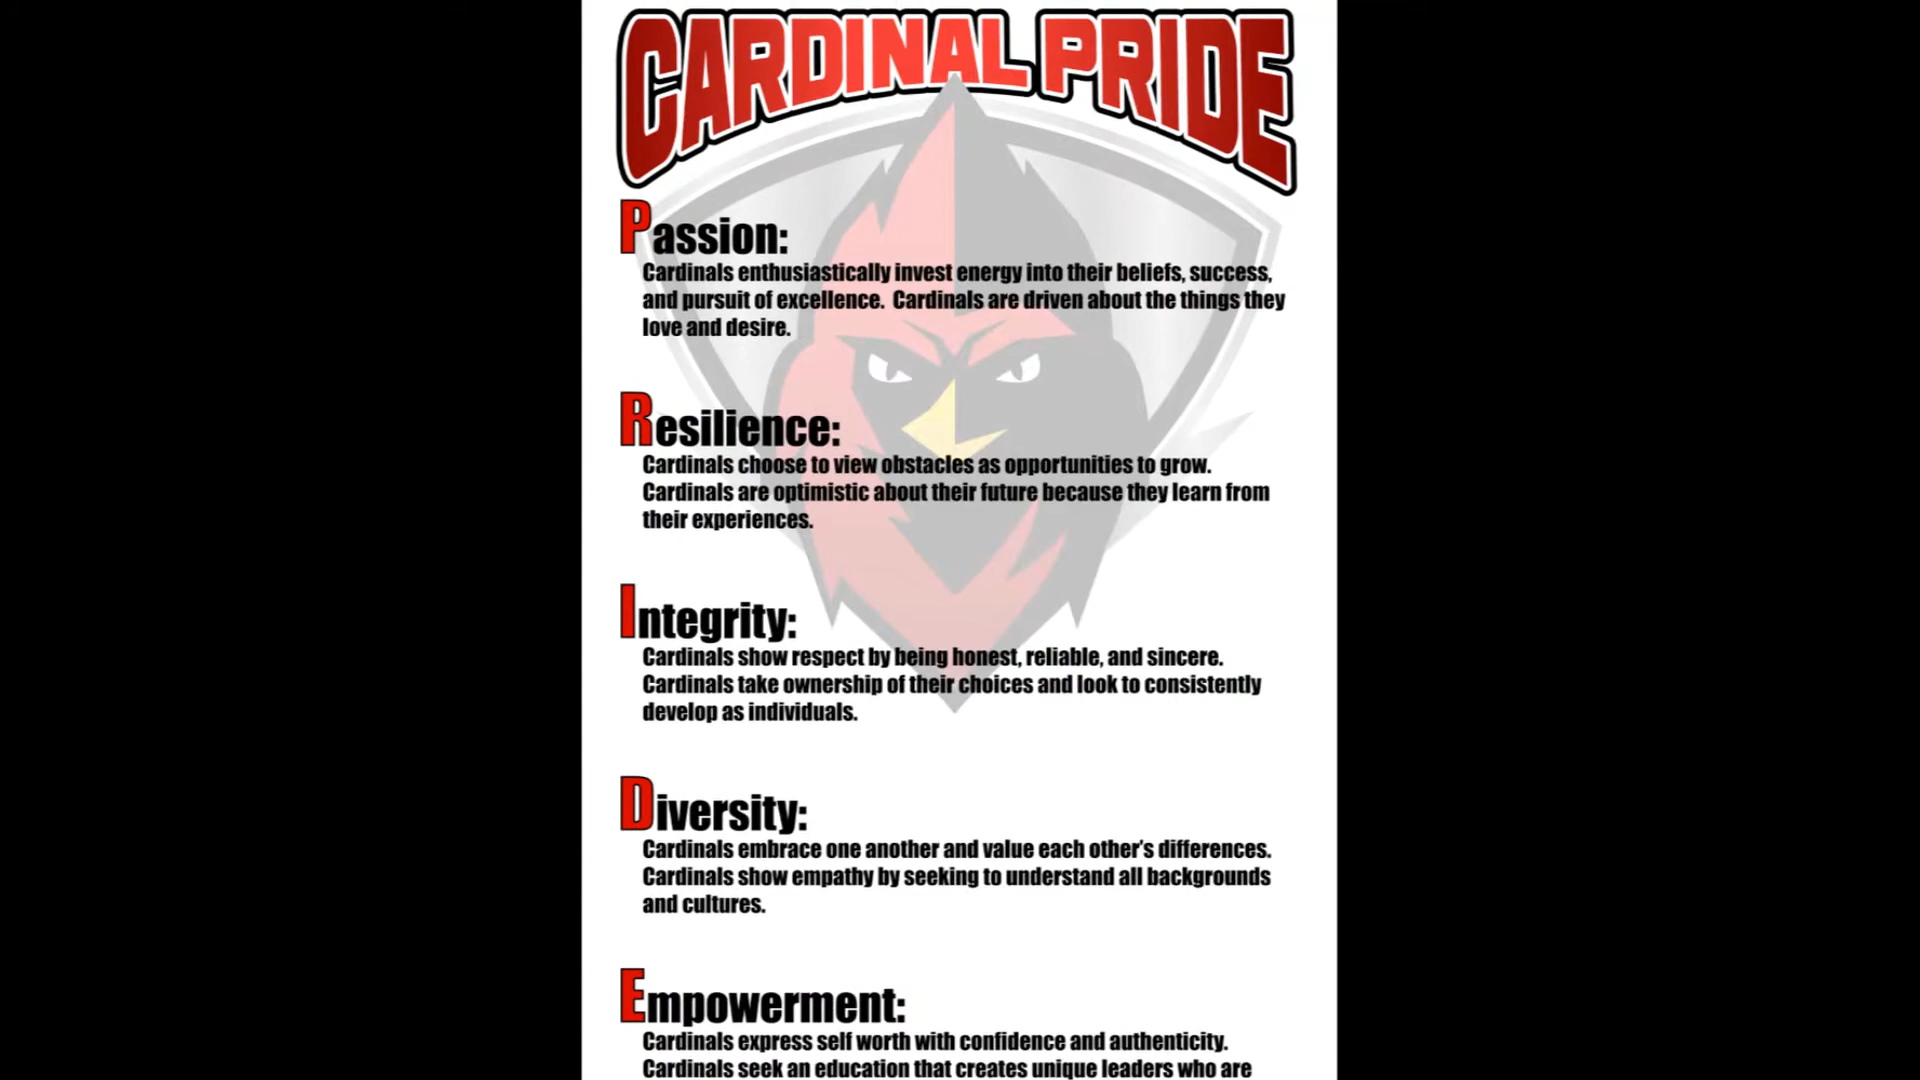 CARDINAL PRIDE
Passion:
Cardinals enthusiastically invest energy into their beliefs, success,
and pursuit of excellence. Cardinals are driven about the things they
love and desire.
Resilience:
Cardinals choose to view obstacles as opportunities to grow.
Cardinals are optimistic about their future because they learn from
their experiences.
Integrity:
Cardinals show respect by being honest, reliable, and sincere.
Cardinals take ownership of their choices and look to consistently
develop as individuals.
Diversity:
Cardinals embrace one another and value each other's differences.
Cardinals show empathy by seeking to understand all backgrounds
and cultures.
Empowerment:
Cardinals express self worth with confidence and authenticity.
Cardinals seek an education that creates unique leaders who are